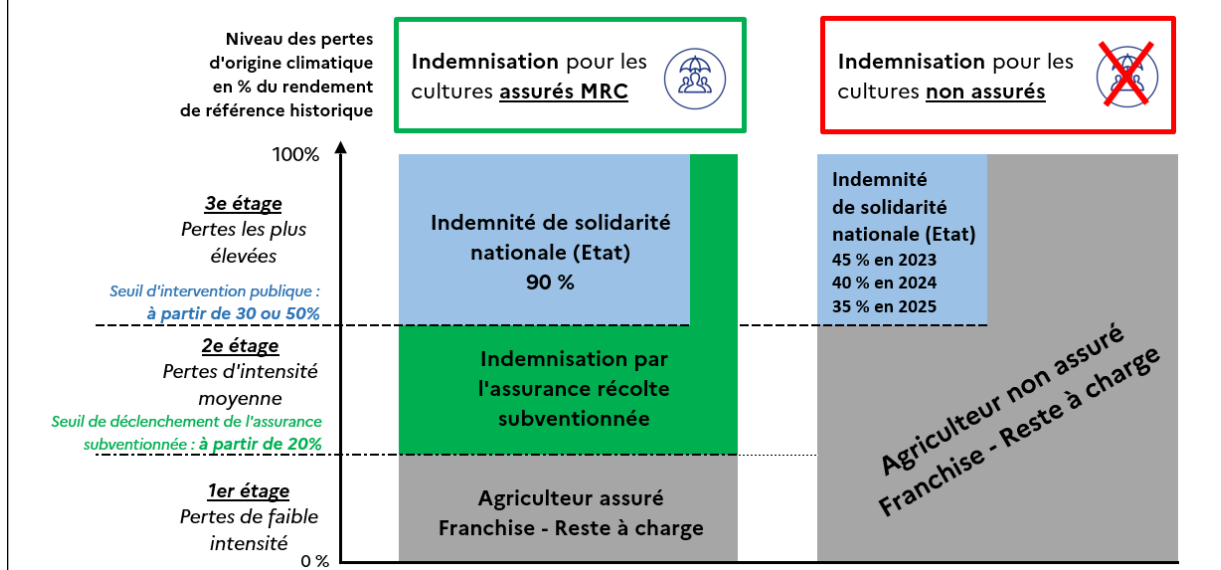 Niveau des pertes
d'origine climatique
en % du rendement
de référence historique
Indemnisation pour les
cultures assurés MRC
Indemnisation pour les
cultures non assurés
100%
3e étage
Pertes les plus
élevées
Seuil d'intervention publique :
à partir de 30 ou 50%
2e étage
Pertes d'intensité
moyenne
Seuil de déclenchement de l'assurance
subventionnée : à partir de 20%
1er étage
Pertes de faible
intensité
0 %
Indemnité de solidarité
nationale (Etat)
90 %
Indemnisation par
l'assurance récolte
subventionnée
Agriculteur assuré
Franchise - Reste à charge
Indemnité
de solidarité
nationale (Etat)
45 % en 2023
40 % en 2024
35 % en 2025
Agriculteur non assuré
Franchise - Reste à charge